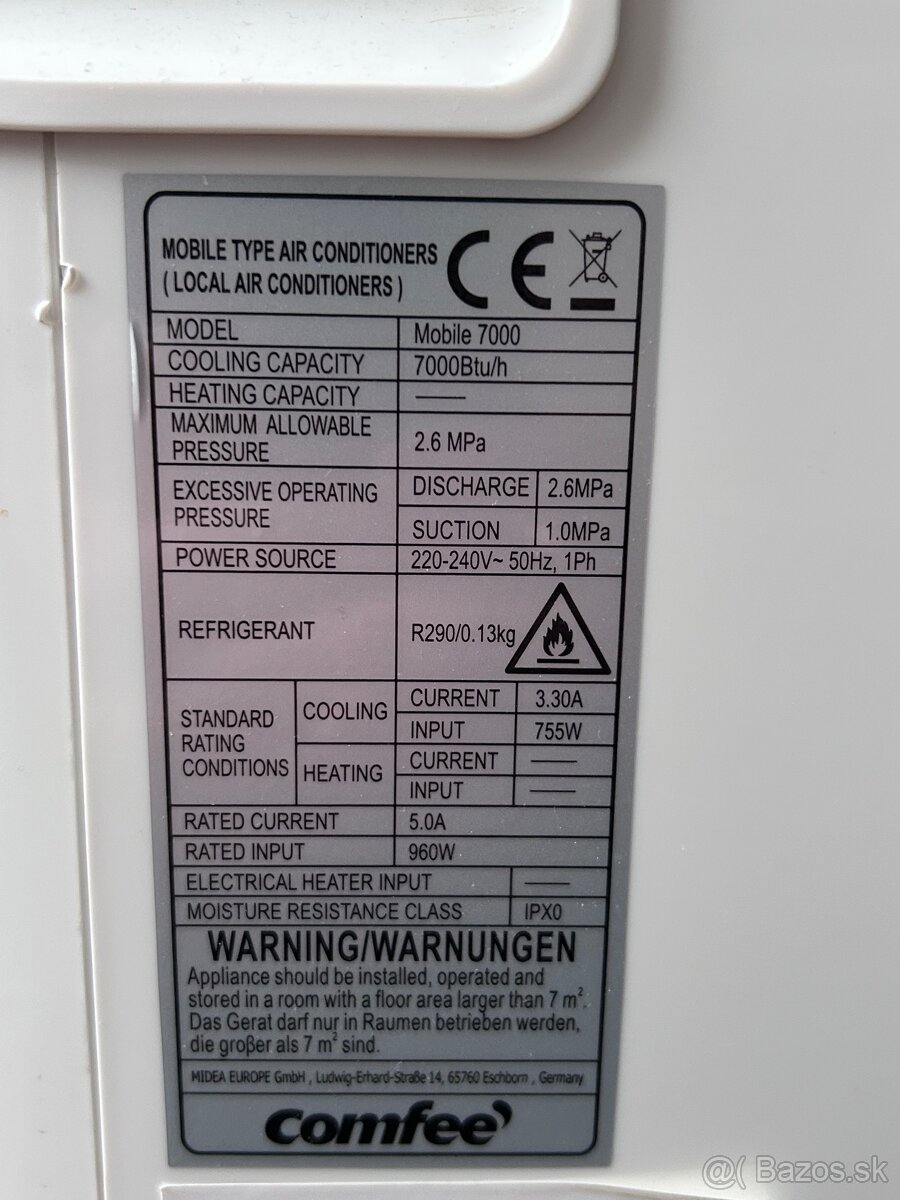 MOBILE TYPE AIR CONDITIONERS
( LOCAL AIR CONDITIONERS )
CE
MODEL Mobile 7000
COOLING CAPACITY 7000Btu/h
HEATING CAPACITY ——
MAXIMUM ALLOWABLE
PRESSURE 2.6 MPa
EXCESSIVE OPERATING
PRESSURE
DISCHARGE 2.6MPa
SUCTION 1.0MPa
POWER SOURCE 220-240V~ 50Hz, 1Ph
REFRIGERANT R290/0.13kg
STANDARD
RATING
CONDITIONS
COOLING
CURRENT 3.30A
INPUT 755W
HEATING
CURRENT ——
INPUT ——
RATED CURRENT 5.0A
RATED INPUT 960W
ELECTRICAL HEATER INPUT ——
MOISTURE RESISTANCE CLASS IPX0
WARNING/WARNUNGEN
Appliance should be installed, operated and
stored in a room with a floor area larger than 7 m².
Das Gerat darf nur in Raumen betrieben werden,
die großer als 7 m² sind.
MIDEA EUROPE GmbH , Ludwig-Erhard-Straße 14, 65760 Eschborn , Germany
comfee'
@( Bazos.sk